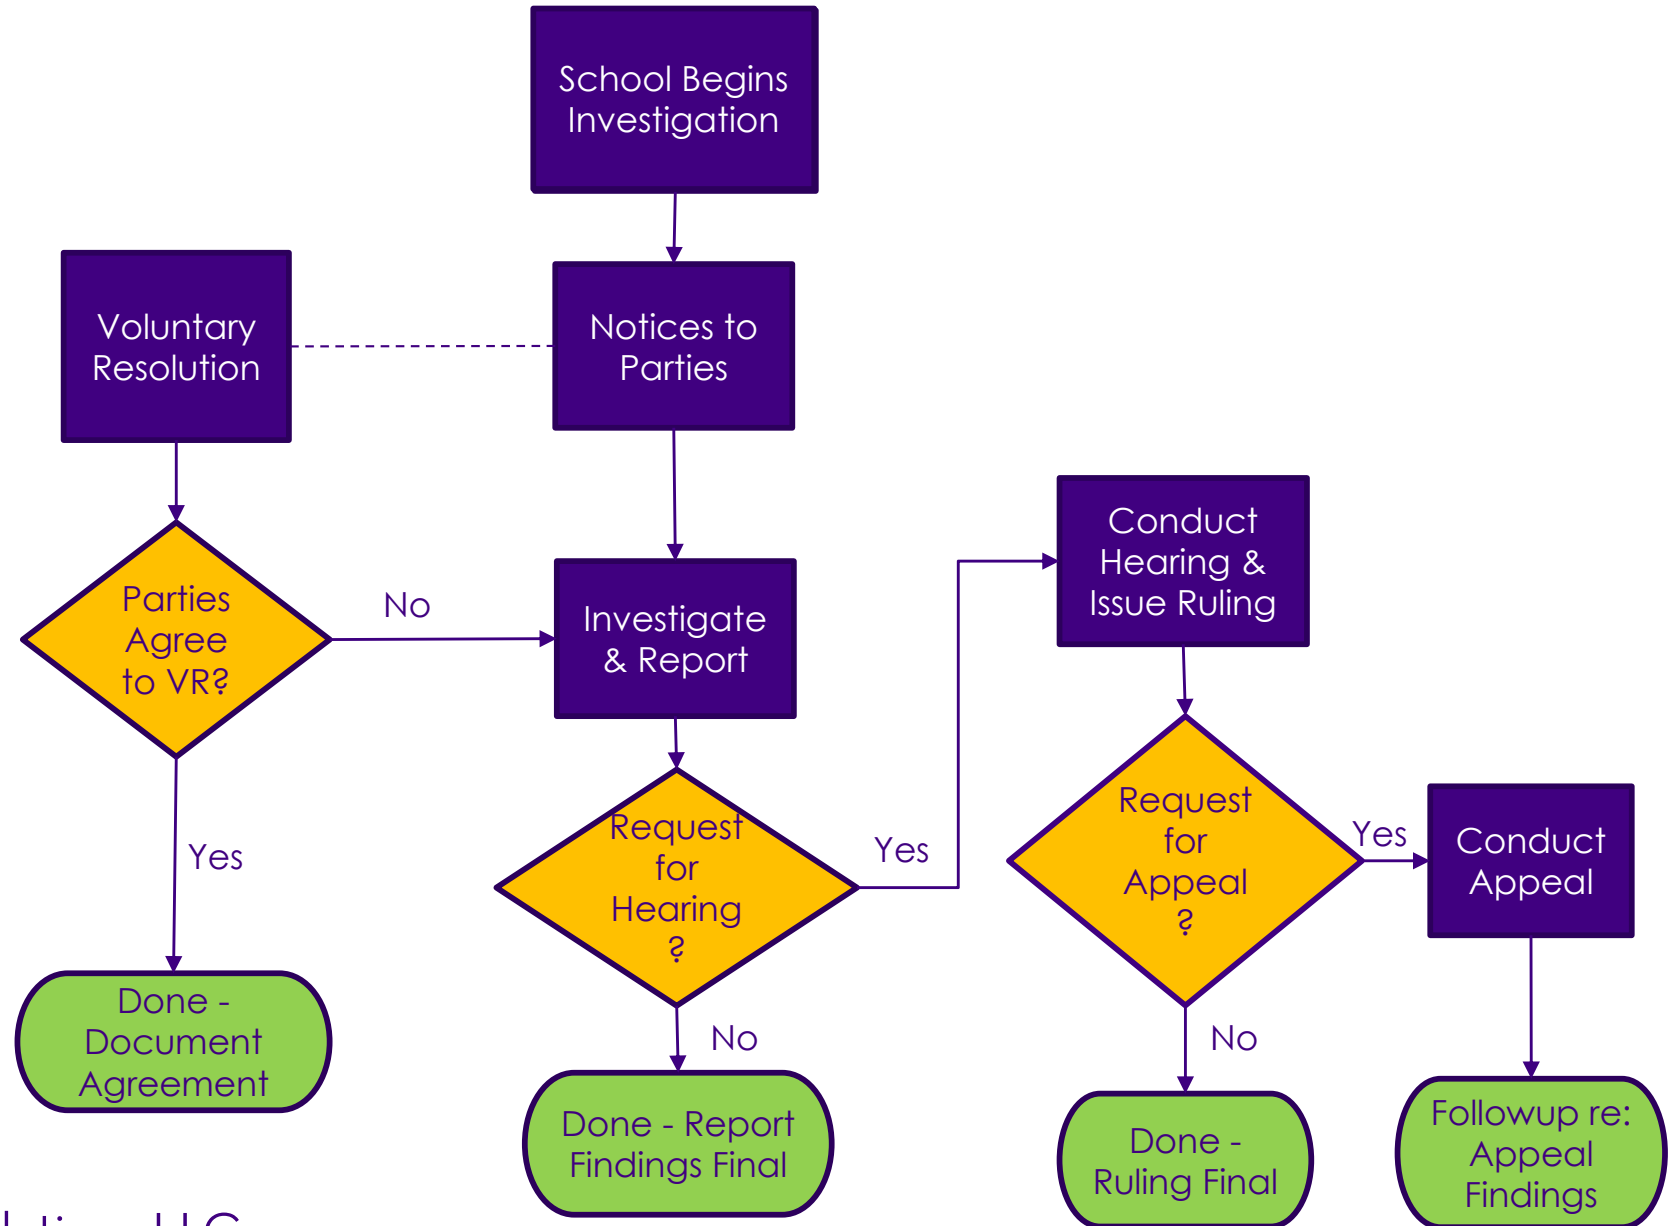 School Begins
Investigation
Voluntary
Resolution
Notices to
Parties
Conduct
Hearing &
Issue Ruling
Parties
Agree
to VR?
No
Investigate
& Report
Request
for
Hearing
?
Yes
Request
for
Appeal
?
Yes
Conduct
Appeal
Yes
Done -
Document
Agreement
No
Done - Report
Findings Final
No
Done -
Ruling Final
Followup re:
Appeal
Findings